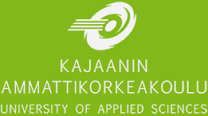 KAJAANIN
AMMATTIKORKEAKOULU
UNIVERSITY OF APPLIED SCIENCES